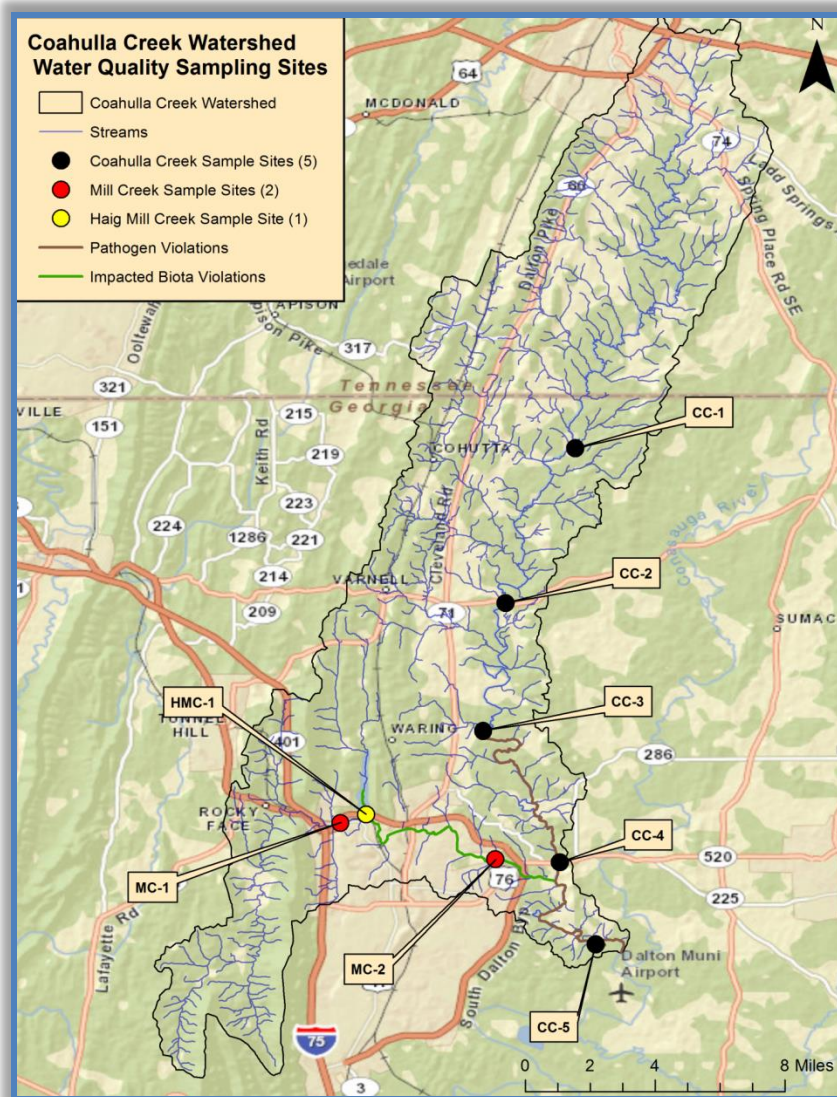 Coahulla Creek Watershed
Water Quality Sampling Sites
Coahulla Creek Watershed
Streams
Coahulla Creek Sample Sites (5)
Mill Creek Sample Sites (2)
Haig Mill Creek Sample Site (1)
Pathogen Violations
Impacted Biota Violations
N
64
MCDONALD
74
Ladd Springs
60
Dalton Pike
Spring Place Rd SE
Airport
APISON
Pike
317
Ooltewah
321
Tennessee
Georgia
VILLE
215
151
Keith Rd
219
CC-1
COHUTTA
223
224
1286
221
Cleveland Rd
Conasauga River
214
VARNELL
CC-2
209
71
SUMAC
HMC-1
CC-3
HILL
401
WARING
286
ROCKY
FACE
CC-4
520
MC-1
76
225
Lafayette Rd
MC-2
South Dalton Byp
Dalton Muni
Airport
CC-5
75
3
0 2 4 8 Miles